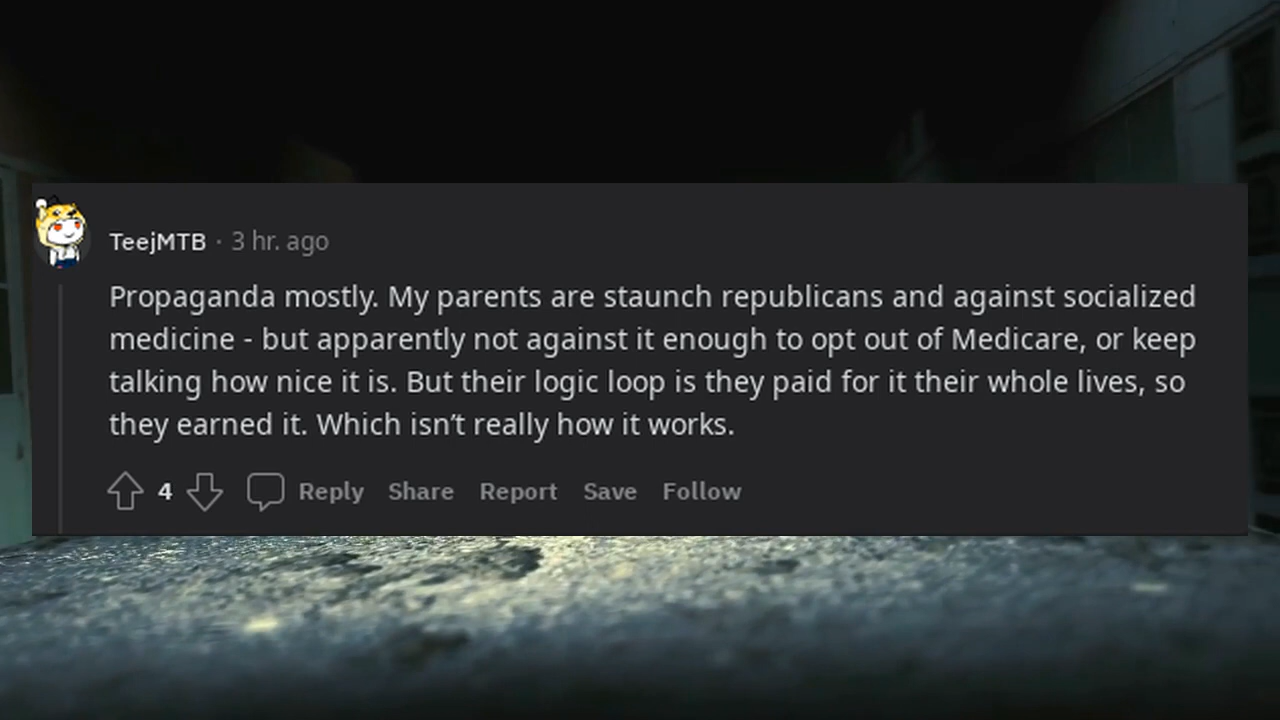 TeejMTB · 3 hr. ago
Propaganda mostly. My parents are staunch republicans and against socialized
medicine - but apparently not against it enough to opt out of Medicare, or keep
talking how nice it is. But their logic loop is they paid for it their whole lives, so
they earned it. Which isn’t really how it works.
4 Reply Share Report Save Follow